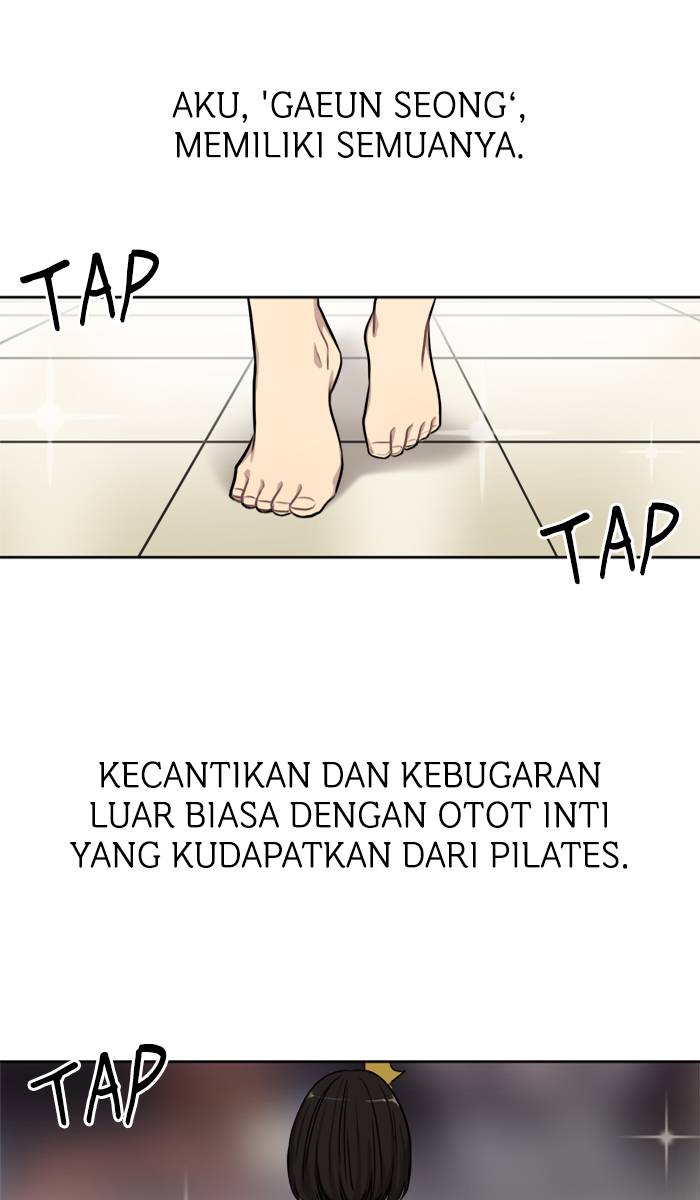 AKU, 'GAEUN SEONG‘,
MEMILIKI SEMUANYA.
TAP
TAP
KECANTIKAN DAN KEBUGARAN
LUAR BIASA DENGAN OTOT INTI
YANG KUDAPATKAN DARI PILATES.
TAP